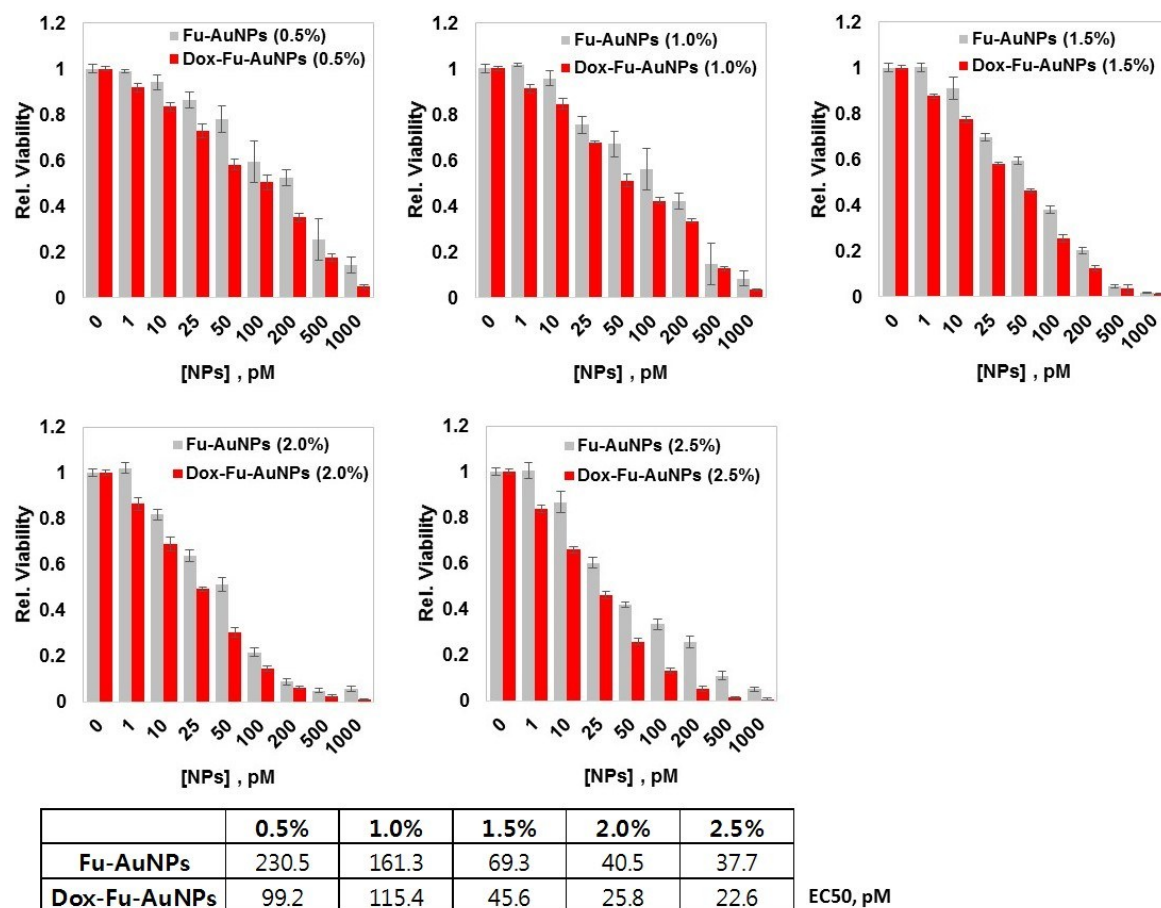 1.2
1
0.8
0.6
0.4
0.2
0
Rel. Viability
Fu-AuNPs (0.5%)
Dox-Fu-AuNPs (0.5%)
0 1 10 25 50 100 200 500 1000
[NPs] , pM
1.2
1
0.8
0.6
0.4
0.2
0
Rel. Viability
Fu-AuNPs (1.0%)
Dox-Fu-AuNPs (1.0%)
0 1 10 25 50 100 200 500 1000
[NPs] , pM
1.2
1
0.8
0.6
0.4
0.2
0
Rel. Viability
Fu-AuNPs (1.5%)
Dox-Fu-AuNPs (1.5%)
0 1 10 25 50 100 200 500 1000
[NPs] , pM
1.2
1
0.8
0.6
0.4
0.2
0
Rel. Viability
Fu-AuNPs (2.0%)
Dox-Fu-AuNPs (2.0%)
0 1 10 25 50 100 200 500 1000
[NPs] , pM
1.2
1
0.8
0.6
0.4
0.2
0
Rel. Viability
Fu-AuNPs (2.5%)
Dox-Fu-AuNPs (2.5%)
0 1 10 25 50 100 200 500 1000
[NPs] , pM
0.5% 1.0% 1.5% 2.0% 2.5%
Fu-AuNPs 230.5 161.3 69.3 40.5 37.7
Dox-Fu-AuNPs 99.2 115.4 45.6 25.8 22.6 EC50, pM